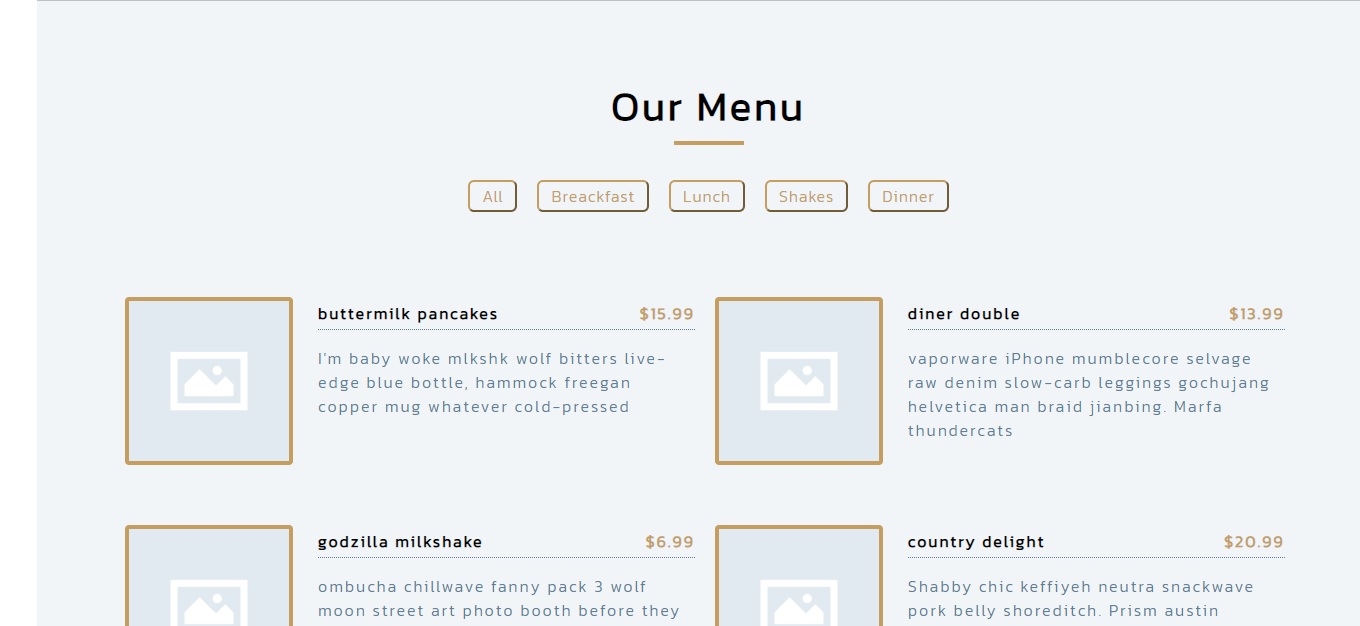 Our Menu
All
Breackfast
Lunch
Shakes
Dinner
buttermilk pancakes $15.99
I'm baby woke mlkshk wolf bitters live-
edge blue bottle, hammock freegan
copper mug whatever cold-pressed
diner double $13.99
vaporware iPhone mumblecore selvage
raw denim slow-carb leggings gochujang
helvetica man braid jianbing. Marfa
thundercats
godzilla milkshake $6.99
ombucha chillwave fanny pack 3 wolf
moon street art photo booth before they
country delight $20.99
Shabby chic keffiyeh neutra snackwave
pork belly shoreditch. Prism austin